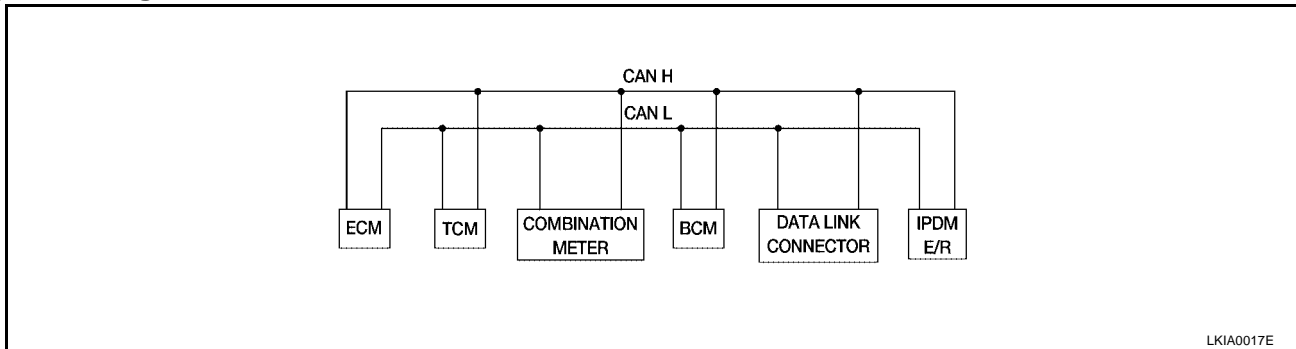 CAN H
CAN L
ECM
TCM
COMBINATION
METER
BCM
DATA LINK
CONNECTOR
IPDM
E/R
LKIA0017E